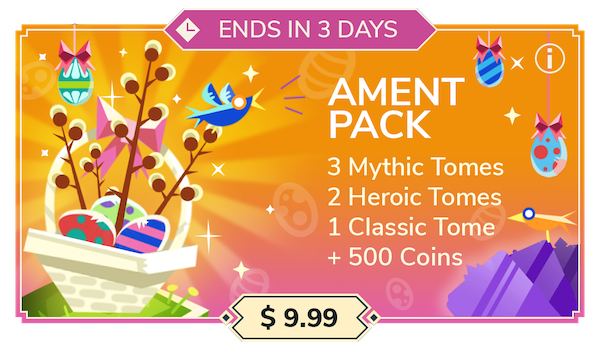 ENDS IN 3 DAYS
AMENT
PACK
3 Mythic Tomes
2 Heroic Tomes
1 Classic Tome
+ 500 Coins
$ 9.99